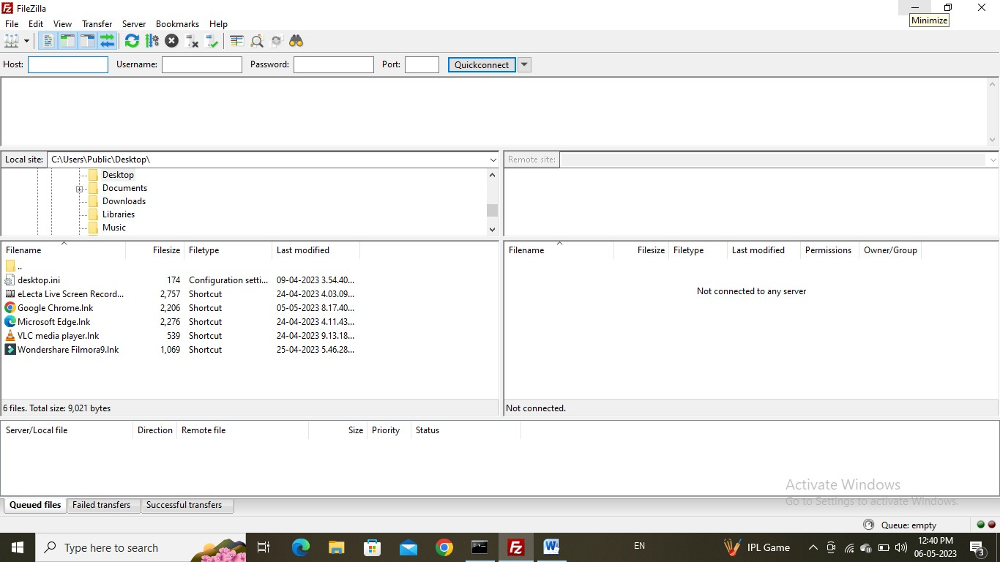 FileZilla
Minimize
File Edit View Transfer Server Bookmarks Help
Host: Username: Password: Port: Quickconnect
Local site: C:\Users\Public\Desktop\
Desktop
Documents
Downloads
Libraries
Music
Remote site:
Filename Filesize Filetype Last modified
..
desktop.ini 174 Configuration setti... 09-04-2023 3.54.40...
eLecta Live Screen Record... 2,757 Shortcut 24-04-2023 4.03.09...
Google Chrome.lnk 2,206 Shortcut 05-05-2023 8.17.40...
Microsoft Edge.lnk 2,276 Shortcut 24-04-2023 4.11.43...
VLC media player.lnk 539 Shortcut 24-04-2023 9.13.18...
Wondershare Filmora9.lnk 1,069 Shortcut 25-04-2023 5.46.28...
6 files. Total size: 9,021 bytes
Filename Filesize Filetype Last modified Permissions Owner/Group
Not connected to any server
Not connected.
Server/Local file Direction Remote file Size Priority Status
Activate Windows
Go to Settings to activate Windows.
Queued files Failed transfers Successful transfers
Queue: empty
Type here to search
EN
IPL Game
12:40 PM
06-05-2023
3